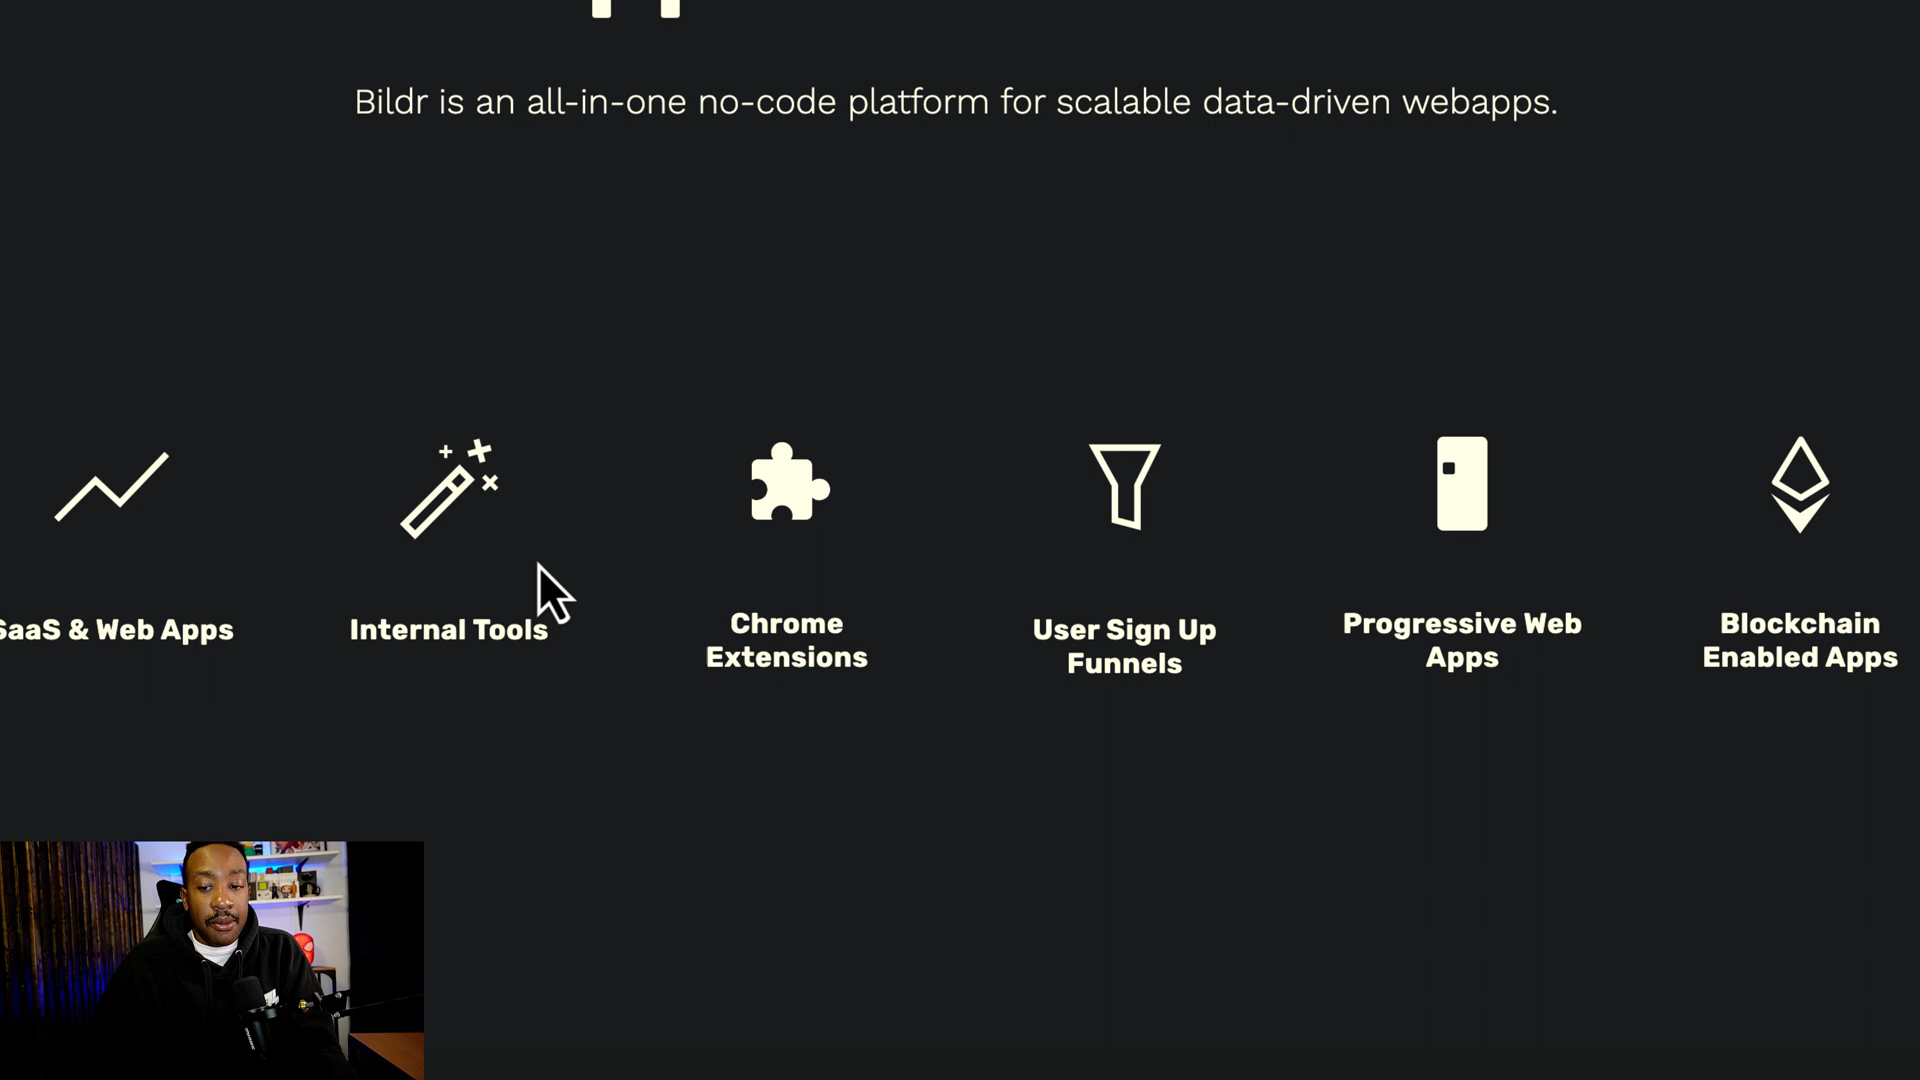 Bildr is an all-in-one no-code platform for scalable data-driven webapps.
SaaS & Web Apps
Internal Tools
Chrome
Extensions
User Sign Up
Funnels
Progressive Web
Apps
Blockchain
Enabled Apps